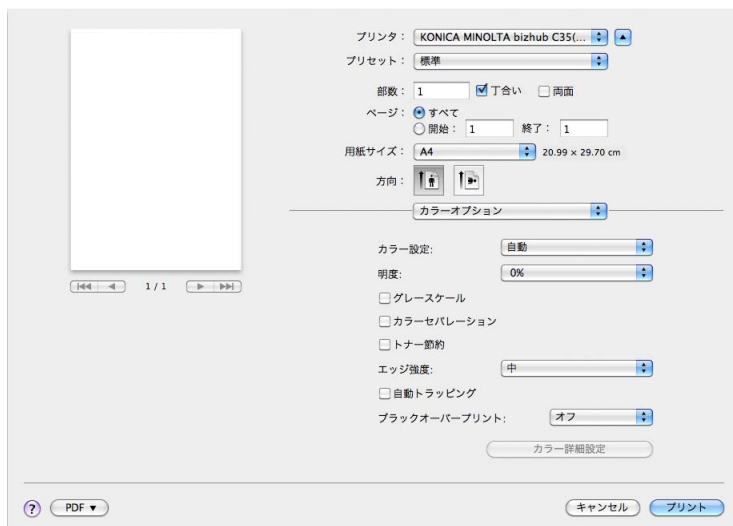 プリンタ： KONICA MINOLTA bizhub C35(...
プリセット： 標準
部数： 1 丁合い 両面
ページ： すべて
開始： 1 終了： 1
用紙サイズ： A4 20.99 × 29.70 cm
方向：
カラーオプション
カラー設定: 自動
明度: 0%
1 / 1
グレースケール
カラーセパレーション
トナー節約
エッジ強度: 中
自動トラッピング
ブラックオーバープリント: オフ
カラー詳細設定
? PDF ▼ キャンセル プリント